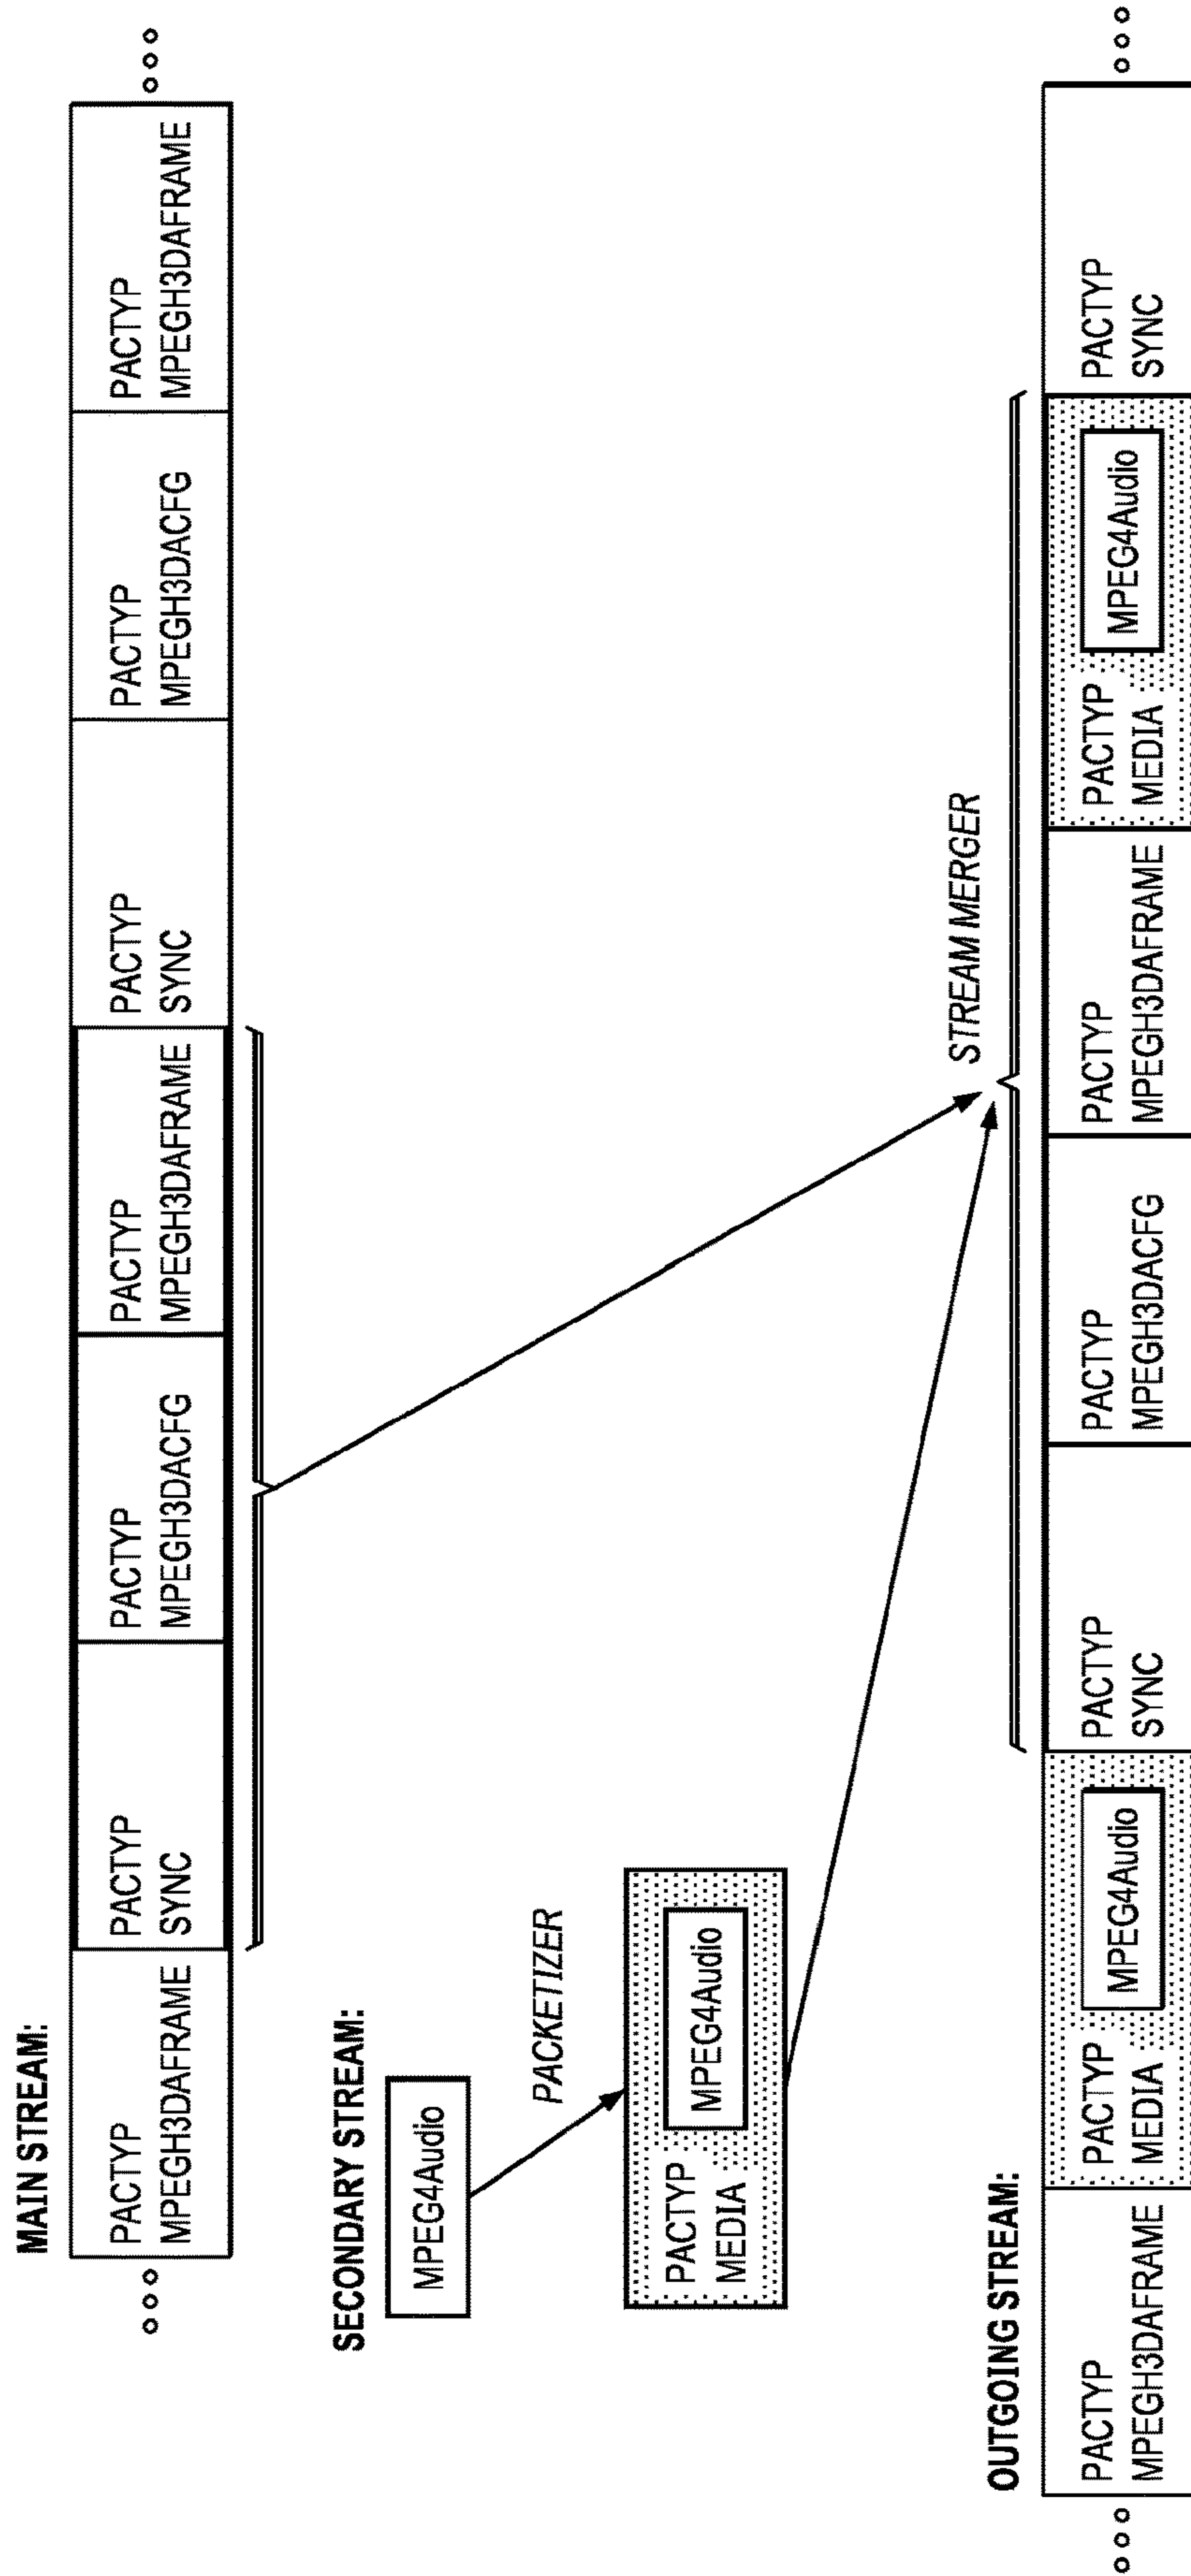 MAIN STREAM:
PACTYP
MPEGH3DAFRAME
PACTYP
SYNC
PACTYP
MPEGH3DACFG
PACTYP
MPEGH3DAFRAME
PACTYP
SYNC
PACTYP
MPEGH3DACFG
PACTYP
MPEGH3DAFRAME
SECONDARY STREAM:
MPEG4Audio
PACKETIZER
PACTYP
MEDIA
MPEG4Audio
STREAM MERGER
OUTGOING STREAM:
PACTYP
MPEGH3DAFRAME
PACTYP
MEDIA
MPEG4Audio
PACTYP
SYNC
PACTYP
MPEGH3DACFG
PACTYP
MPEGH3DAFRAME
PACTYP
MEDIA
MPEG4Audio
PACTYP
SYNC